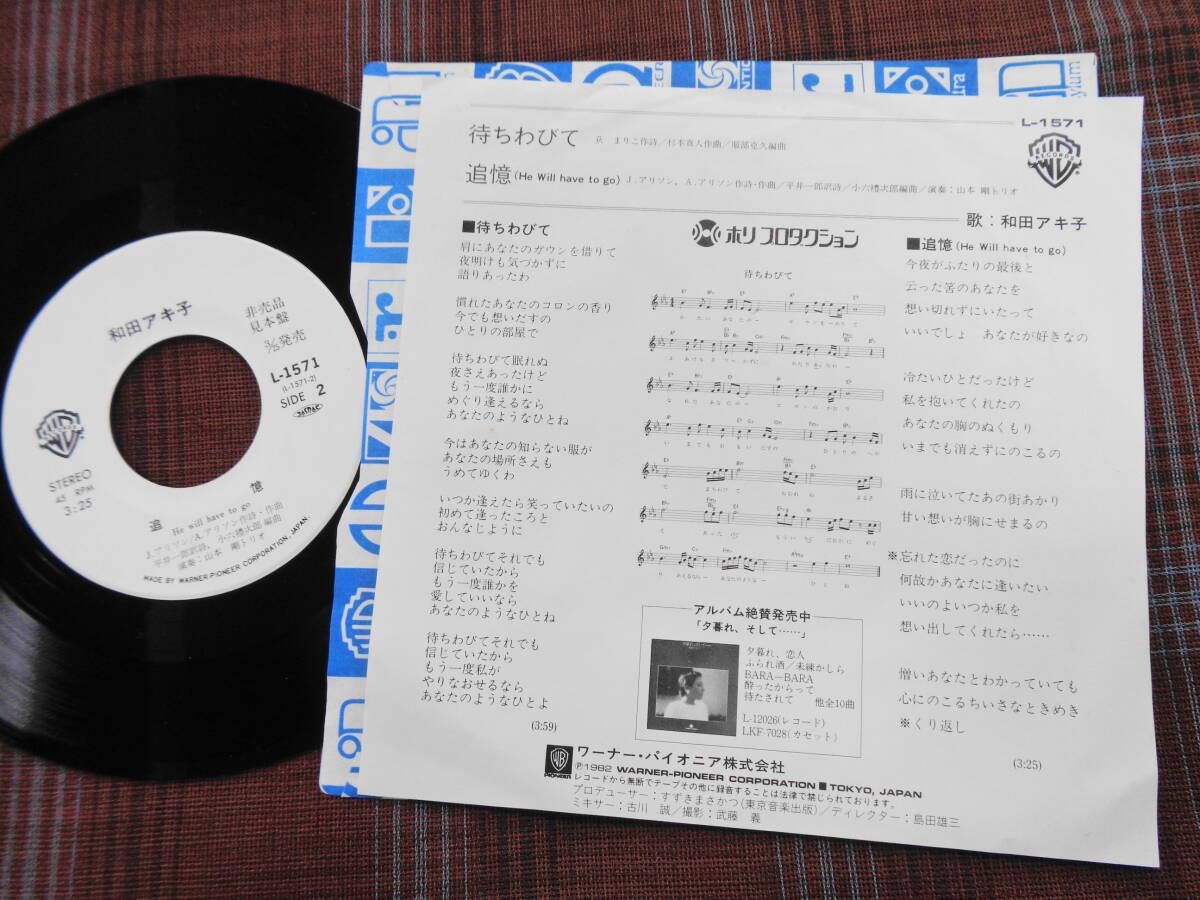 和田アキ子
非売品
見本盤
3/25発売
L-1571
(L-1571-2)
SIDE 2
STEREO
45 RPM
3:25
追 憶
He will have to go
J.アリソン/A.アリソン作詩・作曲
平井一郎訳詩, 小六禮次郎 編曲
演奏:山本 剛トリオ
MADE BY WARNER-PIONEER CORPORATION, JAPAN.
L-1571
待ちわびて 荻 まりこ作詩/杉本真人作曲/服部克久編曲
追憶(He Will have to go) J.アリソン, A.アリソン作詩・作曲/平井一郎訳詩/小六禮次郎編曲/演奏:山本 剛トリオ
RECORDS
歌:和田アキ子
■待ちわびて
肩にあなたのガウンを借りて
夜明けも気づかずに
語りあったわ
慣れたあなたのコロンの香り
今でも想いだすの
ひとりの部屋で
待ちわびて眠れぬ
夜さえあったけど
もう一度誰かに
めぐり逢えるなら
あなたのようなひとね
今はあなたの知らない服が
あなたの場所さえも
うめてゆくわ
いつか逢えたら笑っていたいの
初めて逢ったころと
おんなじように
待ちわびてそれでも
信じていたから
もう一度誰かを
愛していいなら
あなたのようなひとね
待ちわびてそれでも
信じていたから
もう一度私が
やりなおせるなら
あなたのようなひとよ
(3:59)
ホリプロダクション
待ちわびて
アルバム絶賛発売中
「夕暮れ、そして……」
夕暮れ、恋人
ふられ酒/未練かしら
BARA−BARA
酔ったからって
待たされて 他全10曲
L-12026(レコード)
LKF-7028(カセット)
■追憶(He Will have to go)
今夜がふたりの最後と
云った筈のあなたを
想い切れずにいたって
いいでしょ あなたが好きなの
冷たいひとだったけど
私を抱いてくれたの
あなたの胸のぬくもり
いまでも消えずにのこるの
雨に泣いてたあの街あかり
甘い想いが胸にせまるの
※忘れた恋だったのに
何故かあなたに逢いたい
いいのよいつか私を
想い出してくれたら……
憎いあなたとわかっていても
心にのこるちいさなときめき
※くり返し
(3:25)
PIONEER
ワーナー・パイオニア株式会社
Ⓟ1982 WARNER-PIONEER CORPORATION ■ TOKYO, JAPAN
レコードから無断でテープその他に録音することは法律で禁じられております。
プロデューサー:すずきまさかつ(東京音楽出版)/ディレクター:島田雄三
ミキサー:古川 誠/撮影:武藤 義